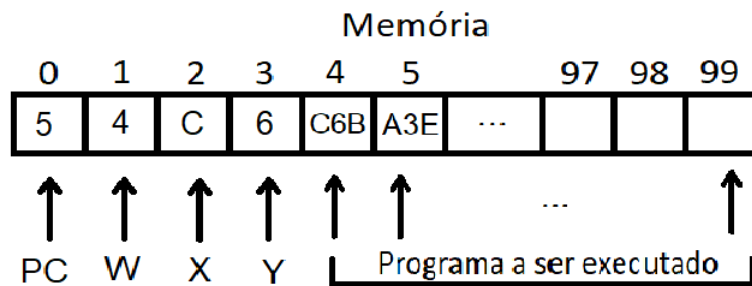 Memória
0 1 2 3 4 5 97 98 99
5 4 C 6 C6B A3E ...
...
PC W X Y Programa a ser executado